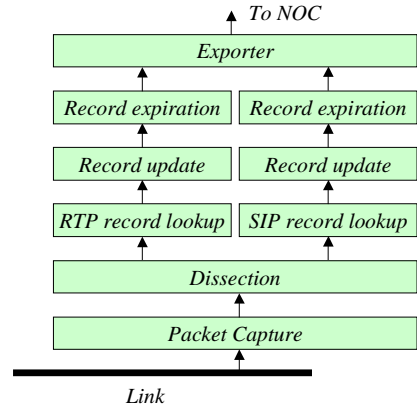 To NOC
Exporter
Record expiration
Record expiration
Record update
Record update
RTP record lookup
SIP record lookup
Dissection
Packet Capture
Link